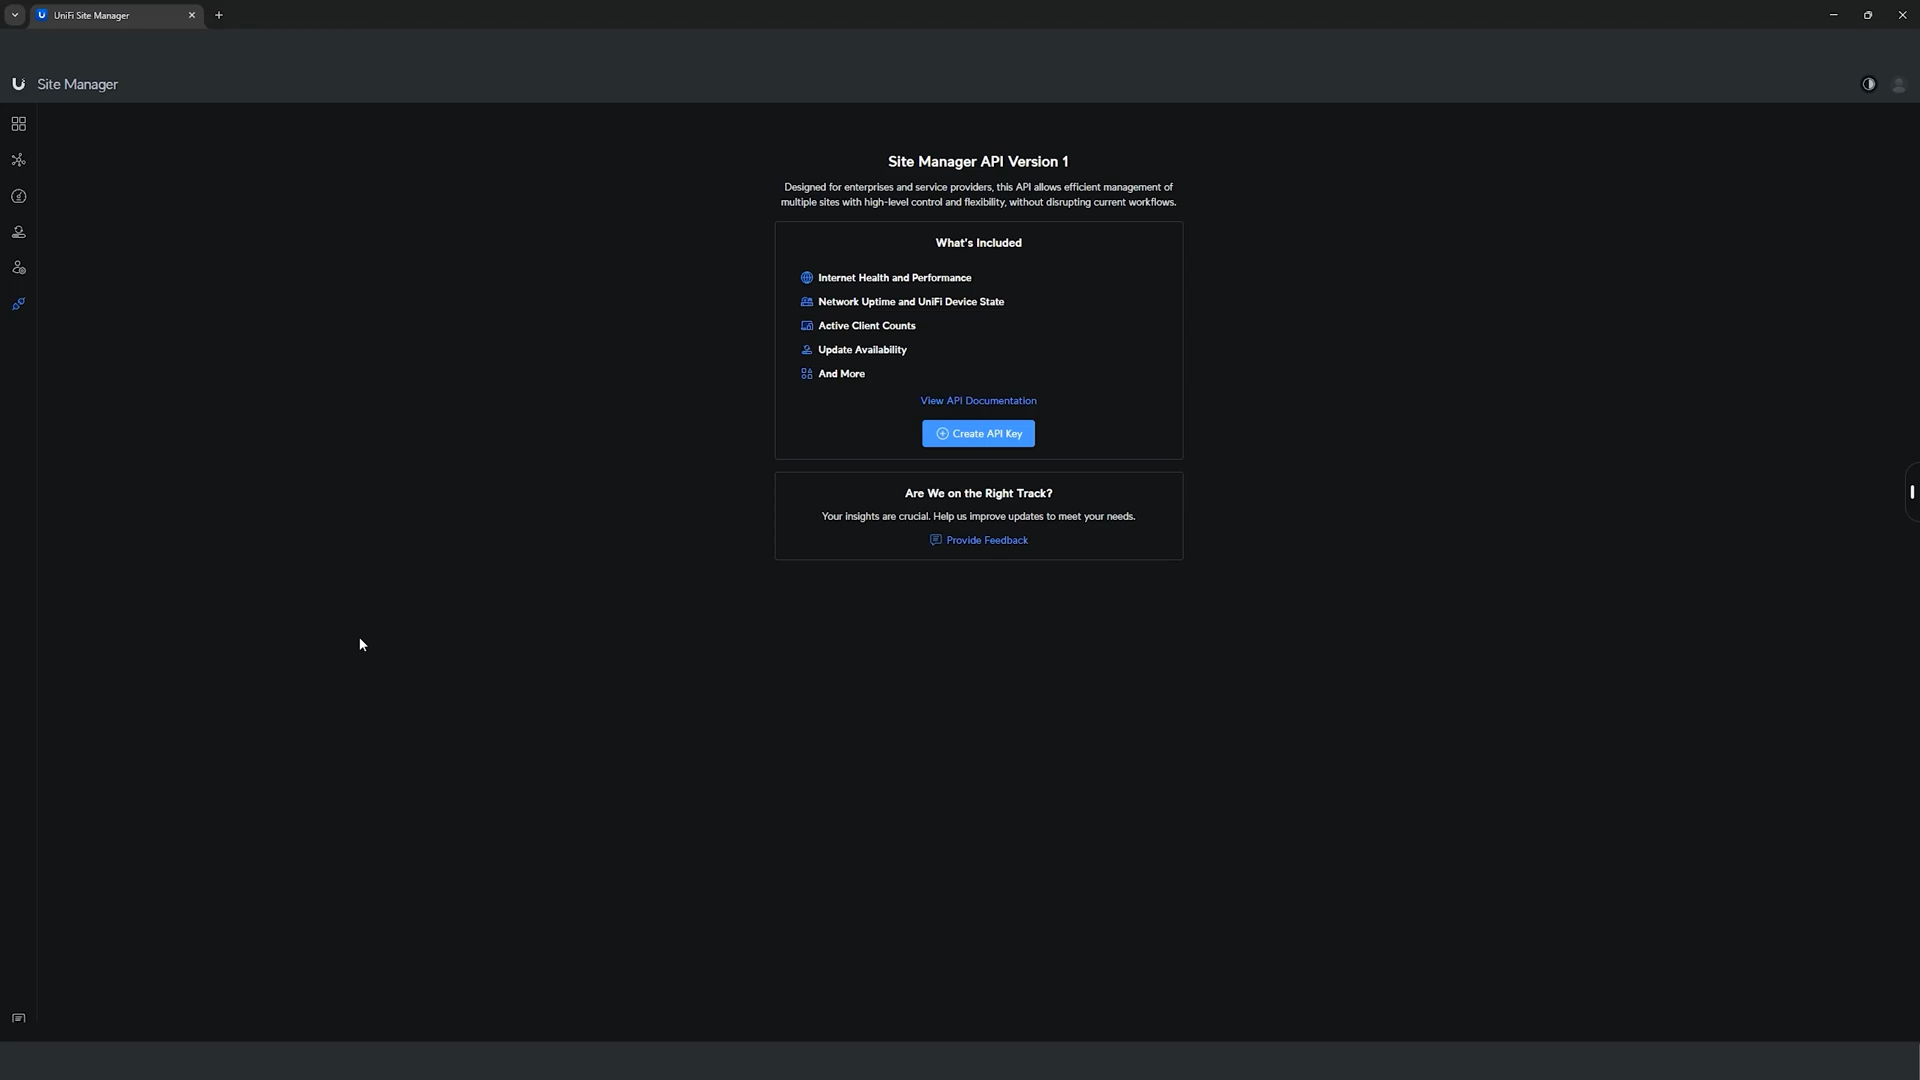 UniFi Site Manager
Site Manager
Site Manager API Version 1
Designed for enterprises and service providers, this API allows efficient management of
multiple sites with high-level control and flexibility, without disrupting current workflows.
What's Included
Internet Health and Performance
Network Uptime and UniFi Device State
Active Client Counts
Update Availability
And More
View API Documentation
Create API Key
Are We on the Right Track?
Your insights are crucial. Help us improve updates to meet your needs.
Provide Feedback